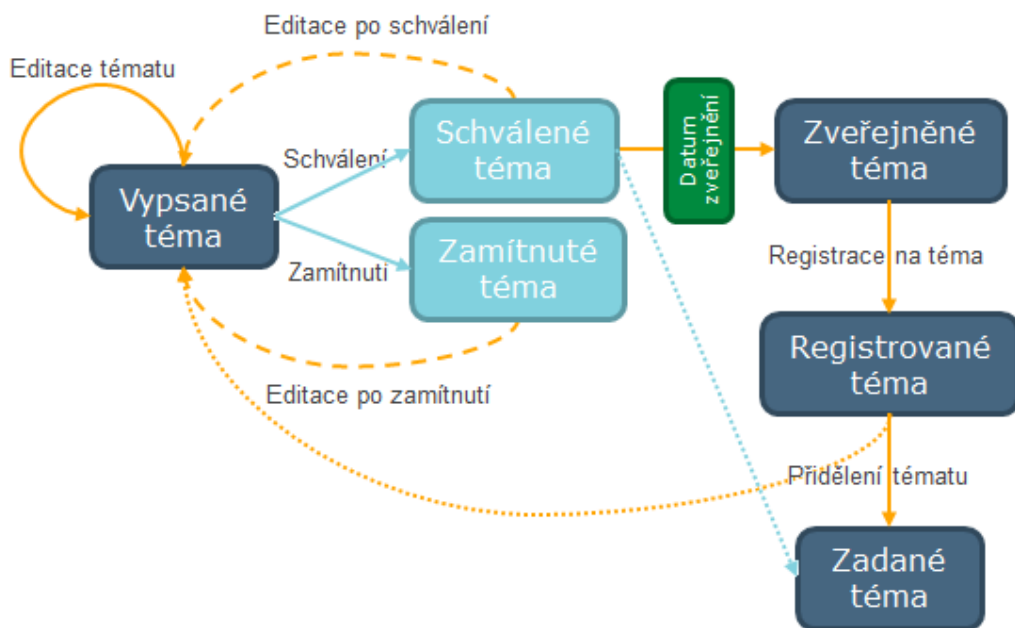 Editace po schválení
Editace tématu
Schválení
Schválené
téma
Datum
zveřejnění
Zveřejněné
téma
Vypsané
téma
Zamítnuti
Zamítnuté
téma
Registrace na téma
Editace po zamítnutí
Registrované
téma
Přidělení tématu
Zadané
téma